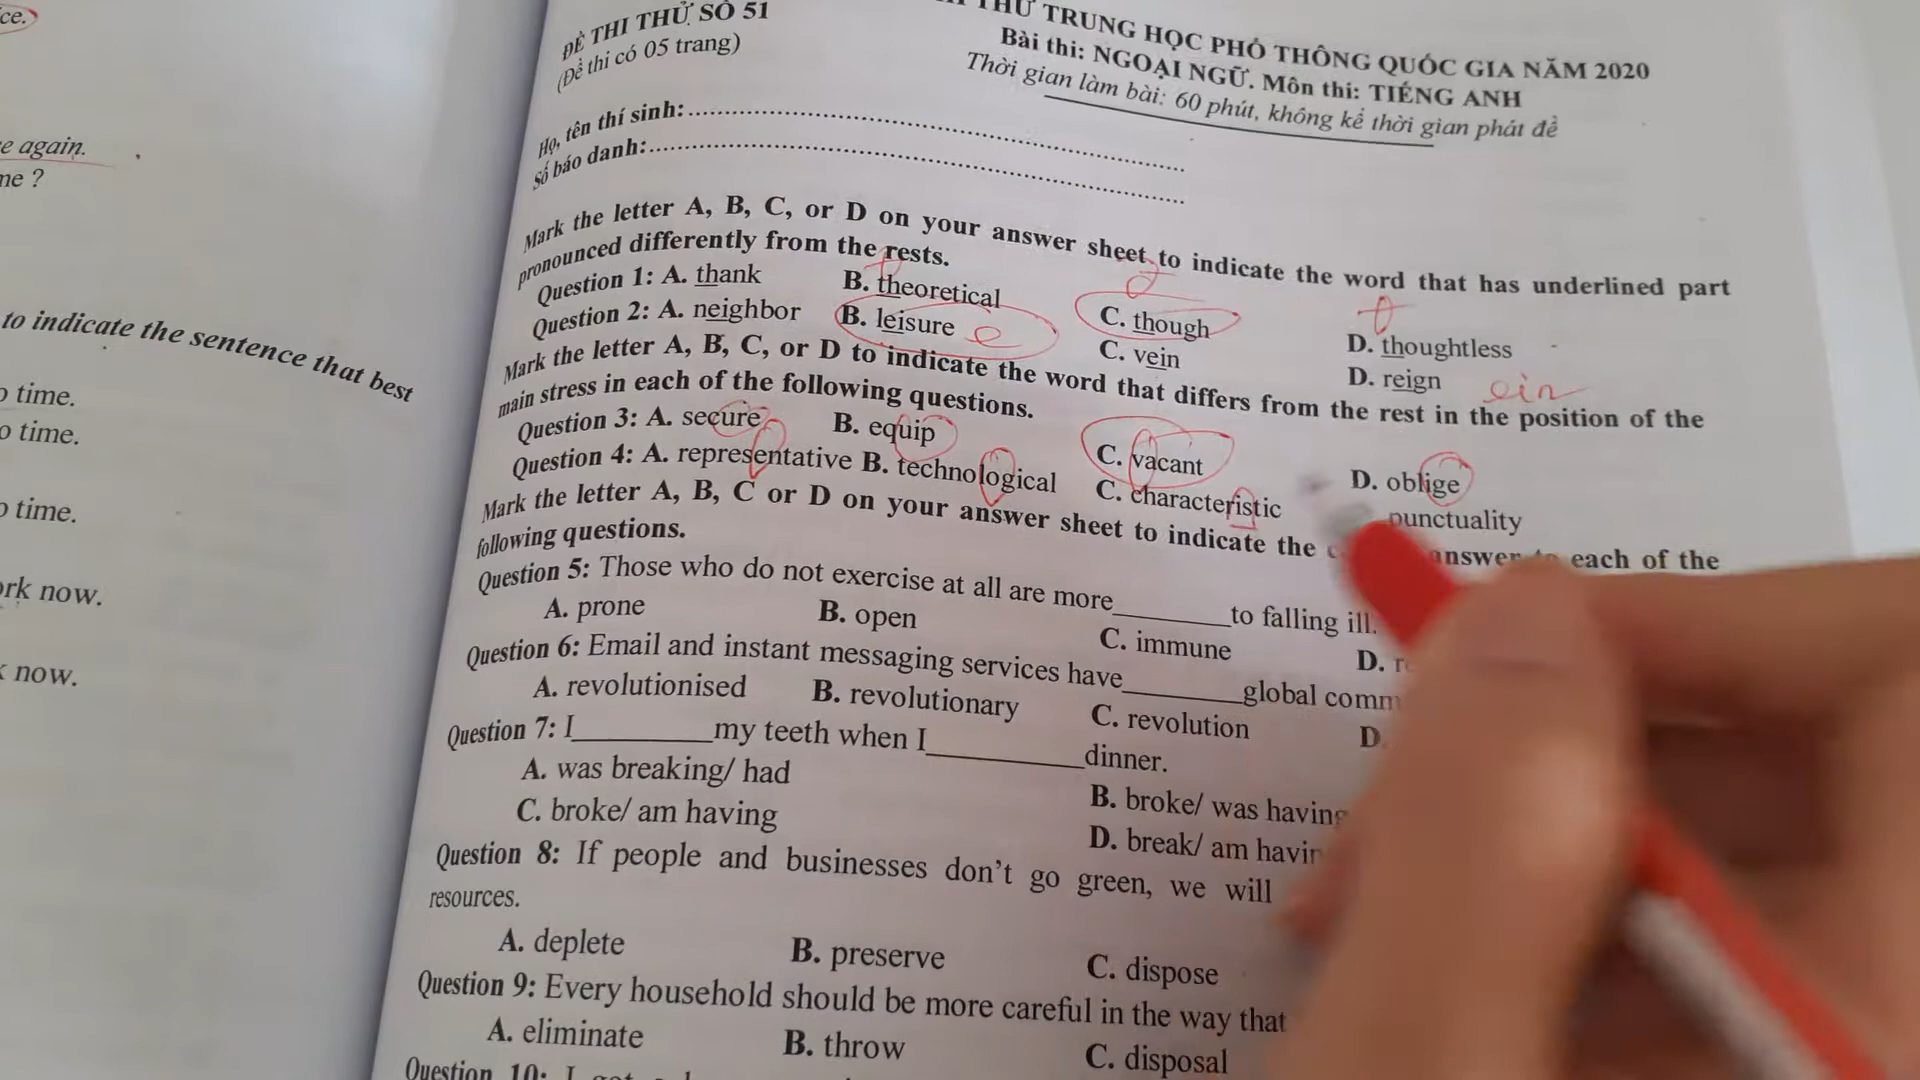 ce.
e again.
me ?
to indicate the sentence that best
o time.
o time.
o time.
ork now.
k now.
ĐỀ THI THỬ SỐ 51
(Đề thi có 05 trang)
THỬ TRUNG HỌC PHỔ THÔNG QUỐC GIA NĂM 2020
Bài thi: NGOẠI NGỮ. Môn thi: TIẾNG ANH
Thời gian làm bài: 60 phút, không kể thời gian phát đề
Họ, tên thí sinh:
Số báo danh:
Mark the letter A, B, C, or D on your answer sheet to indicate the word that has underlined part
pronounced differently from the rests.
Question 1: A. thank B. theoretical C. though D. thoughtless
Question 2: A. neighbor B. leisure e C. vein D. reign ein
Mark the letter A, B, C, or D to indicate the word that differs from the rest in the position of the
main stress in each of the following questions.
Question 3: A. secure B. equip C. vacant D. oblige
Question 4: A. representative B. technological C. characteristic punctuality
Mark the letter A, B, C or D on your answer sheet to indicate the answer each of the
following questions.
Question 5: Those who do not exercise at all are more________to falling ill.
A. prone B. open C. immune D.
Question 6: Email and instant messaging services have________global comm
A. revolutionised B. revolutionary C. revolution D.
Question 7: I_________my teeth when I__________dinner.
A. was breaking/ had B. broke/ was having
C. broke/ am having D. break/ am havin
Question 8: If people and businesses don't go green, we will
resources.
A. deplete B. preserve C. dispose
Question 9: Every household should be more careful in the way that
A. eliminate B. throw C. disposal
Question 10: I